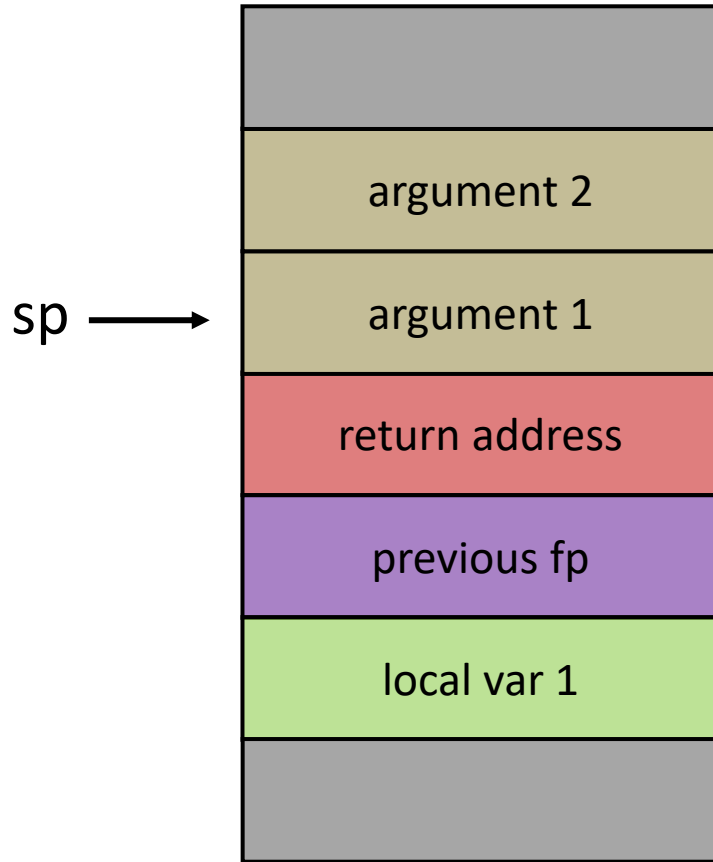 argument 2
sp
argument 1
return address
previous fp
local var 1